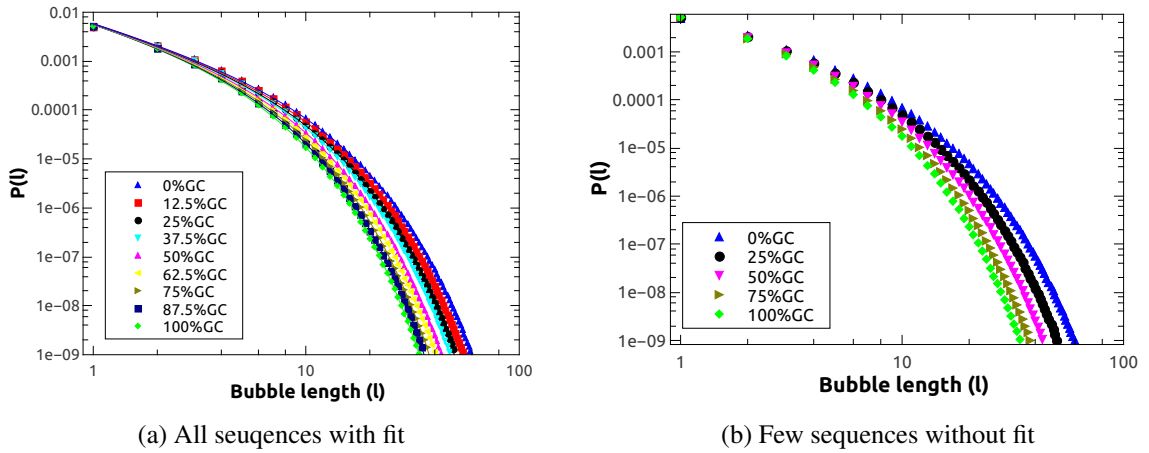 0.01
0.001
0.0001
1e−05
1e−06
1e−07
1e−08
1e−09
P(l)
0%GC
12.5%GC
25%GC
37.5%GC
50%GC
62.5%GC
75%GC
87.5%GC
100%GC
1 10 100
Bubble length (l)
(a) All seuqences with fit
0.001
0.0001
1e−05
1e−06
1e−07
1e−08
1e−09
P(l)
0%GC
25%GC
50%GC
75%GC
100%GC
1 10 100
Bubble length (l)
(b) Few sequences without fit